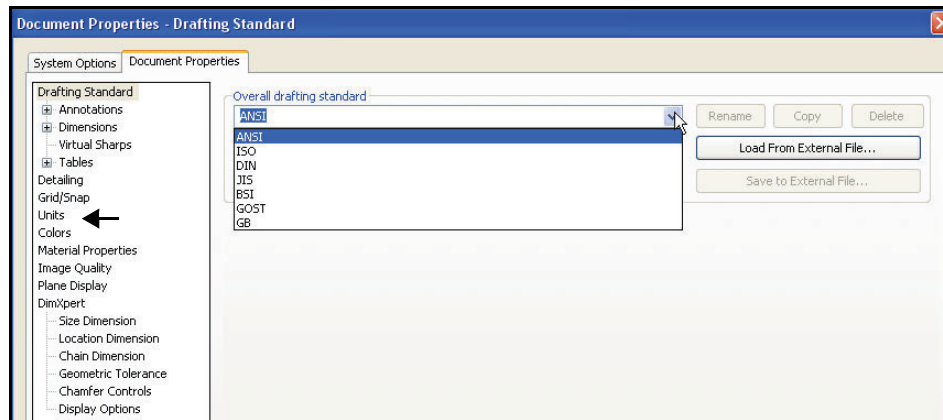 Document Properties - Drafting Standard
System Options
Document Properties
Drafting Standard
Annotations
Dimensions
Virtual Sharps
Tables
Detailing
Grid/Snap
Units
Colors
Material Properties
Image Quality
Plane Display
DimXpert
Size Dimension
Location Dimension
Chain Dimension
Geometric Tolerance
Chamfer Controls
Display Options
Overall drafting standard
ANSI
ANSI
ISO
DIN
JIS
BSI
GOST
GB
Rename
Copy
Delete
Load From External File...
Save to External File...